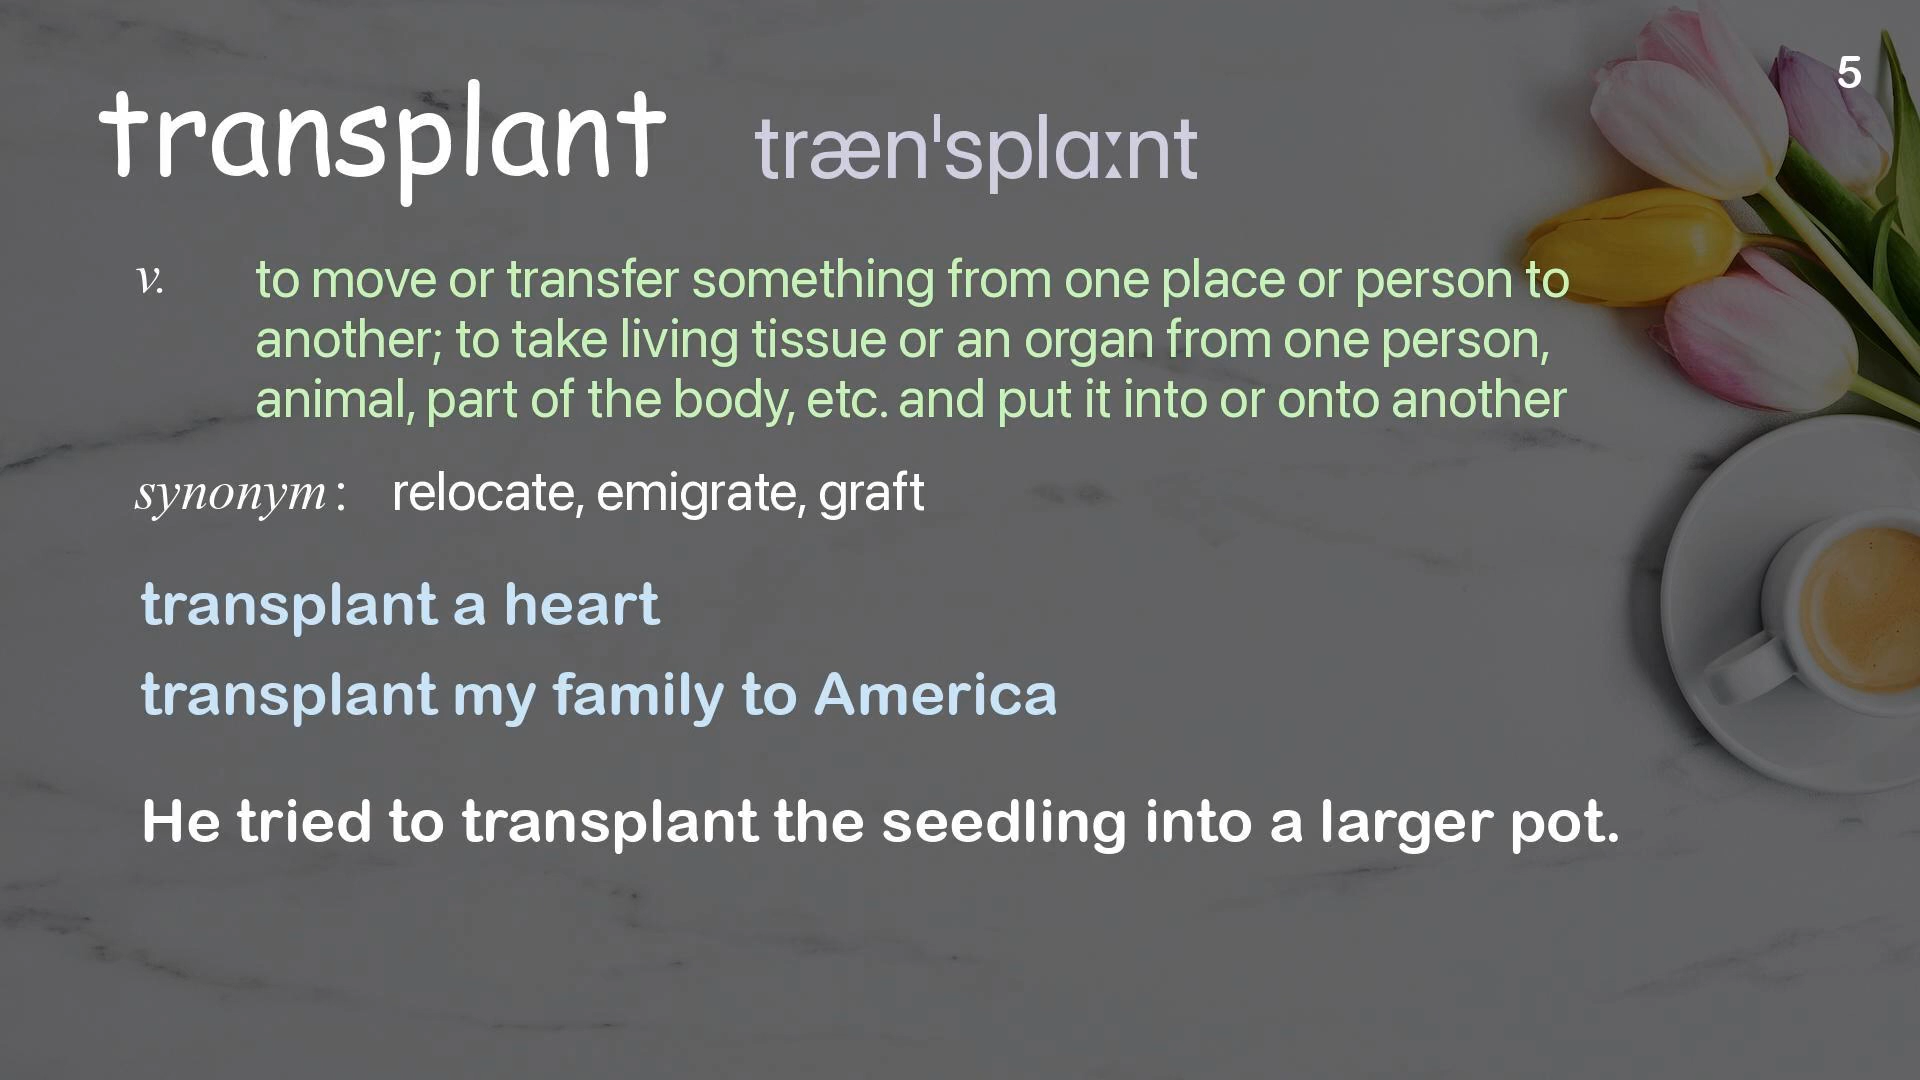 5
transplant træn'splɑːnt
v. to move or transfer something from one place or person to
another; to take living tissue or an organ from one person,
animal, part of the body, etc. and put it into or onto another
synonym: relocate, emigrate, graft
transplant a heart
transplant my family to America
He tried to transplant the seedling into a larger pot.